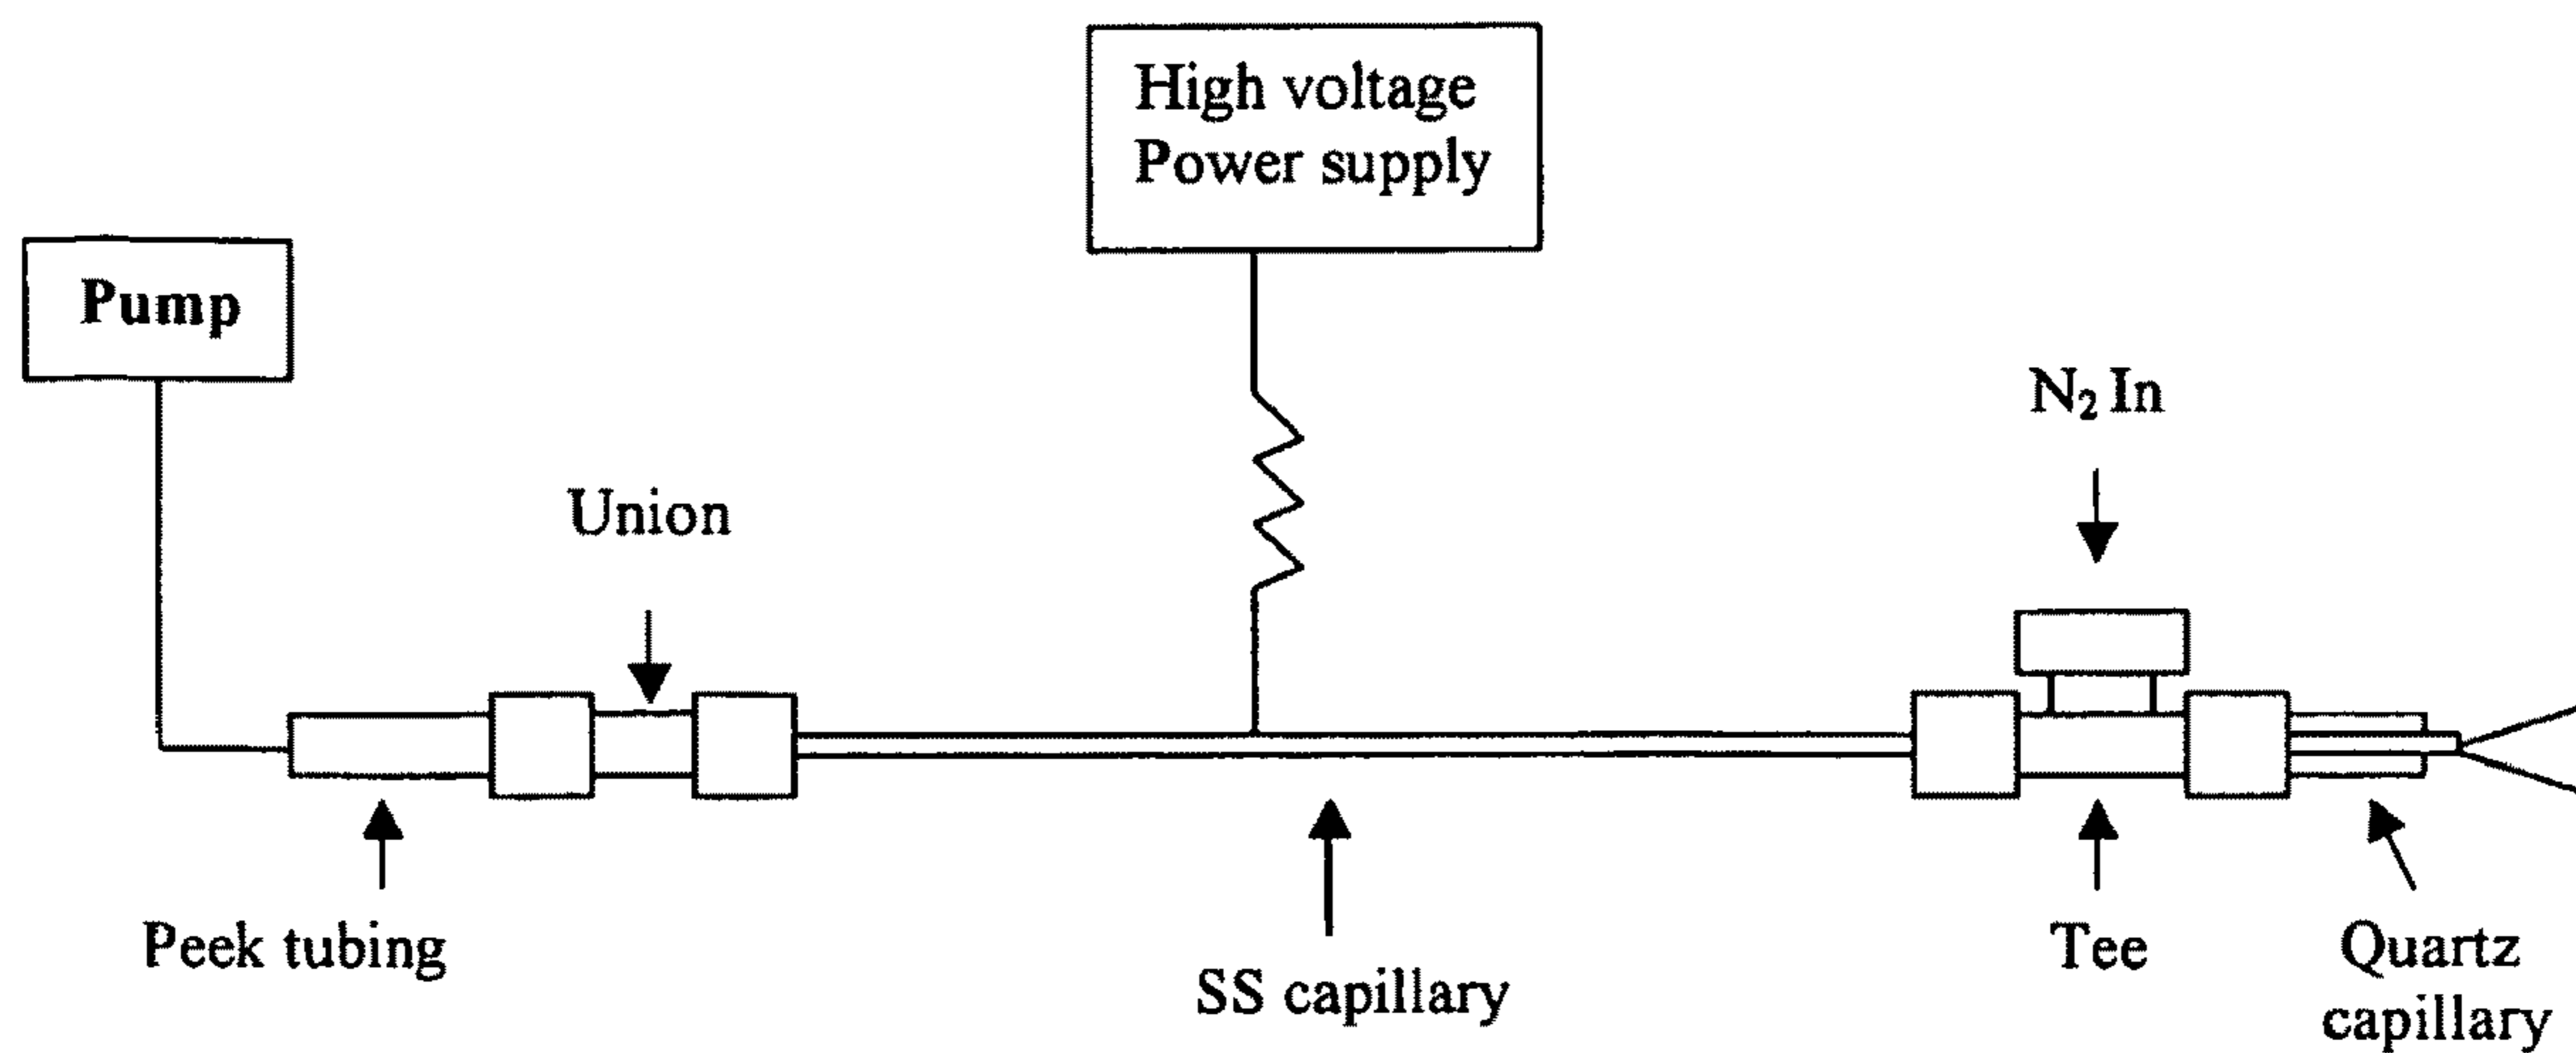 High voltage
Power supply
Pump
N₂ In
Union
Peek tubing
SS capillary
Tee
Quartz
capillary